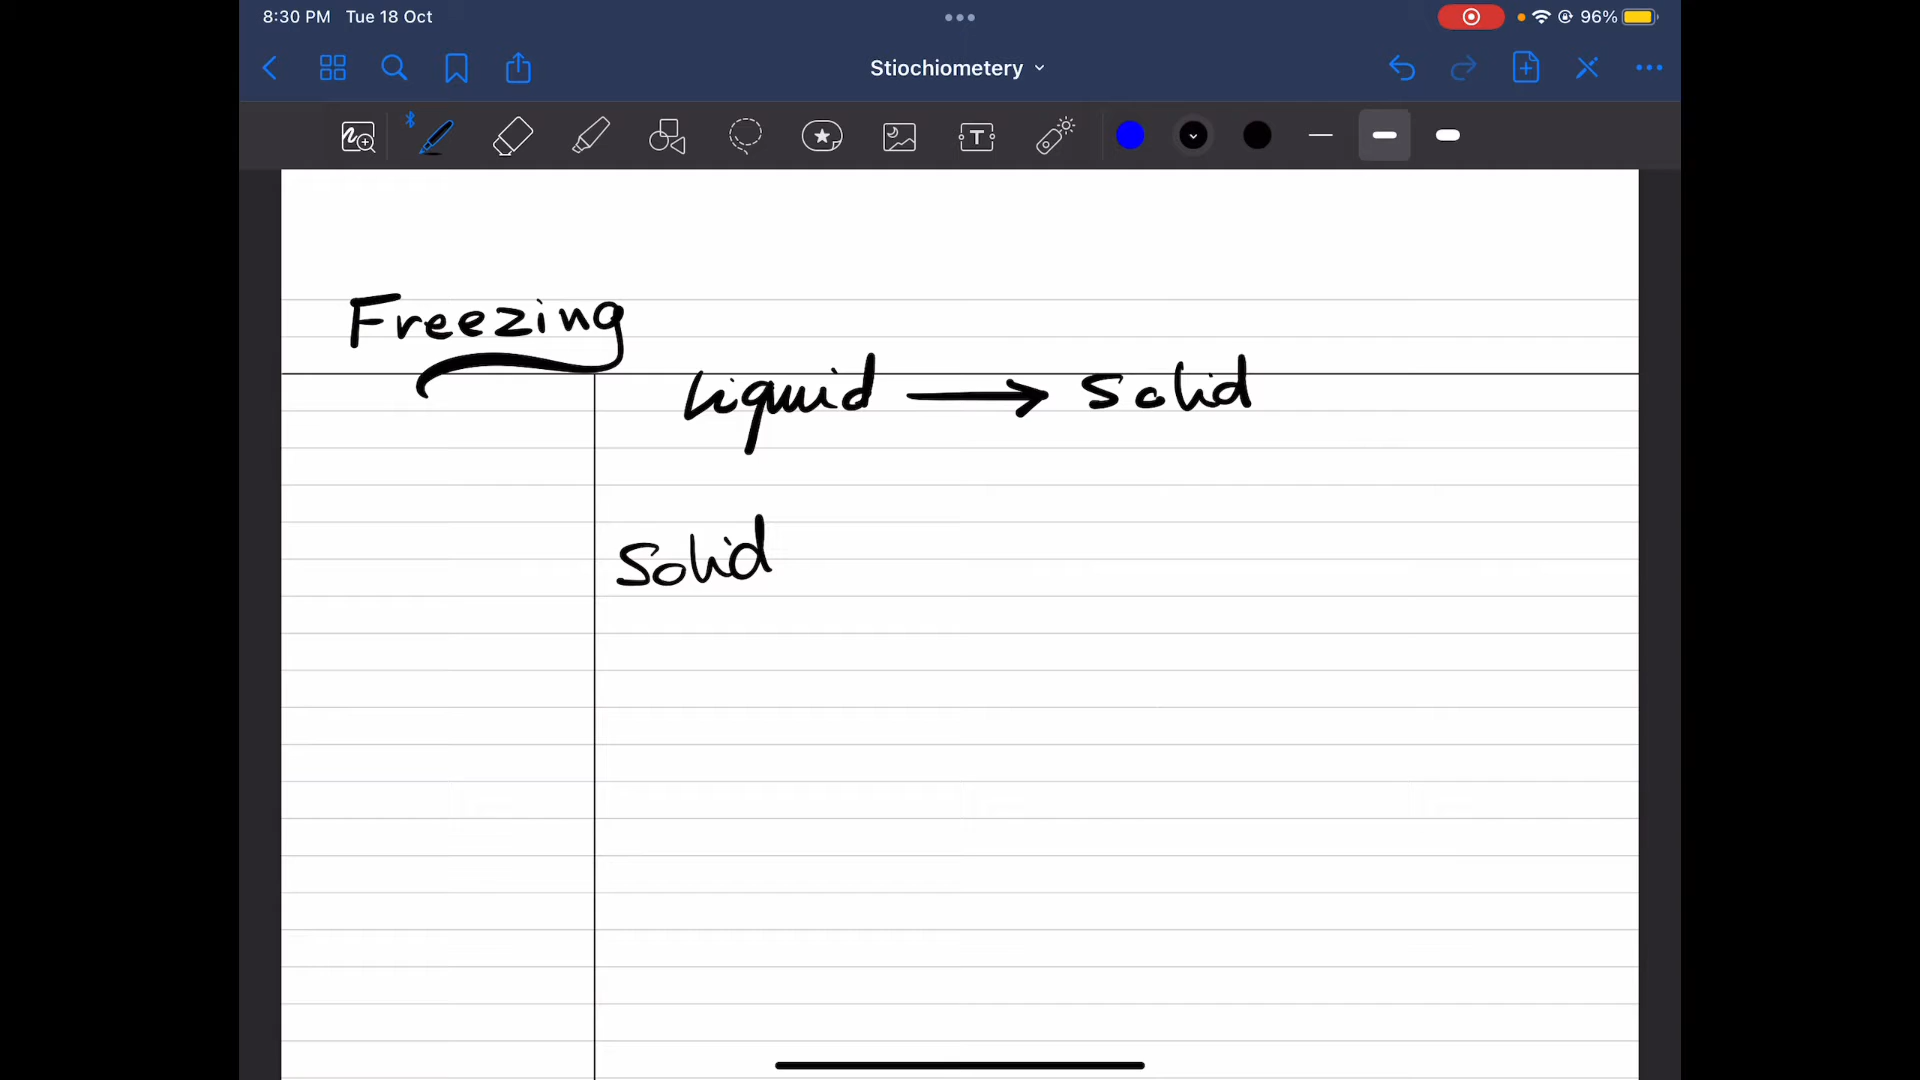 8:30 PM Tue 18 Oct
96%
Stiochiometery
T
Freezing
Liquid → Solid
Solid